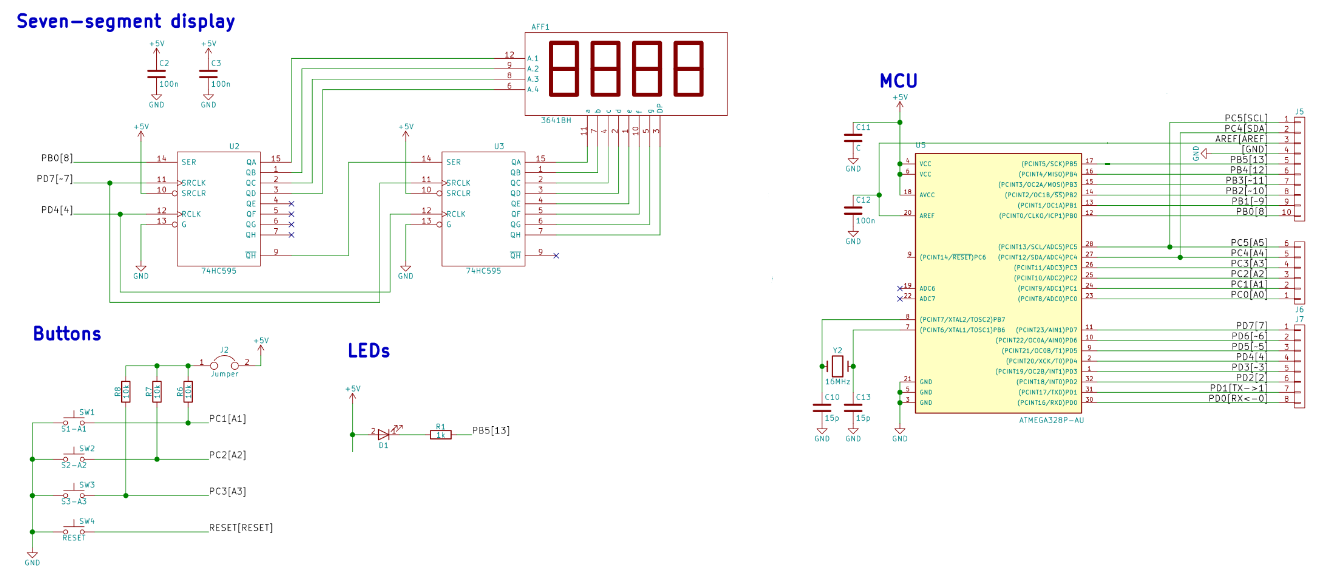 Seven-segment display
+5V
C2
100n
GND
+5V
C3
100n
GND
AFF1
12 A.1
9 A.2
8 A.3
6 A.4
a b c d e f g DP
3641BH
11 7 4 2 1 10 5 3
+5V
U2
PB0[8] 14 SER QA 15
QB 1
PD7[~7] 11 SRCLK QC 2
10 SRCLR QD 3
QE 4
PD4[4] 12 RCLK QF 5
13 G QG 6
QH 7
QH 9
74HC595
GND
+5V
U3
14 SER QA 15
QB 1
11 SRCLK QC 2
10 SRCLR QD 3
QE 4
12 RCLK QF 5
13 G QG 6
QH 7
QH 9
74HC595
GND
Buttons
J2
1 2
Jumper
+5V
R8 10k
R7 10k
R6 10k
SW1
S1-A1
PC1[A1]
SW2
S2-A2
PC2[A2]
SW3
S3-A3
PC3[A3]
SW4
RESET
RESET[RESET]
GND
LEDs
+5V
2 1
D1
R1
1k
PB5[13]
MCU
+5V
C11
C
GND
C12
100n
GND
U5
4 VCC
6 VCC
18 AVCC
20 AREF
9 (PCINT14/RESET)PC6
19 ADC6
22 ADC7
8 (PCINT7/XTAL2/TOSC2)PB7
7 (PCINT6/XTAL1/TOSC1)PB6
21 GND
5 GND
3 GND
(PCINT5/SCK)PB5 17
(PCINT4/MISO)PB4 16
(PCINT3/OC2A/MOSI)PB3 15
(PCINT2/OC1B/SS)PB2 14
(PCINT1/OC1A)PB1 13
(PCINT0/CLKO/ICP1)PB0 12
(PCINT13/SCL/ADC5)PC5 28
(PCINT12/SDA/ADC4)PC4 27
(PCINT11/ADC3)PC3 26
(PCINT10/ADC2)PC2 25
(PCINT9/ADC1)PC1 24
(PCINT8/ADC0)PC0 23
(PCINT23/AIN1)PD7 11
(PCINT22/OC0A/AIN0)PD6 10
(PCINT21/OC0B/T1)PD5 9
(PCINT20/XCK/T0)PD4 2
(PCINT19/OC2B/INT1)PD3 1
(PCINT18/INT0)PD2 32
(PCINT17/TXD)PD1 31
(PCINT16/RXD)PD0 30
ATMEGA328P-AU
Y2
16MHz
C10
15p
GND
C13
15p
GND
GND
J5
PC5[SCL] 1
PC4[SDA] 2
AREF[AREF] 3
GND [GND] 4
PB5[13] 5
PB4[12] 6
PB3[~11] 7
PB2[~10] 8
PB1[~9] 9
PB0[8] 10
PC5[A5] 6
PC4[A4] 5
PC3[A3] 4
PC2[A2] 3
PC1[A1] 2
PC0[A0] 1
J6
J7
PD7[7] 1
PD6[~6] 2
PD5[~5] 3
PD4[4] 4
PD3[~3] 5
PD2[2] 6
PD1[TX->1] 7
PD0[RX<-0] 8